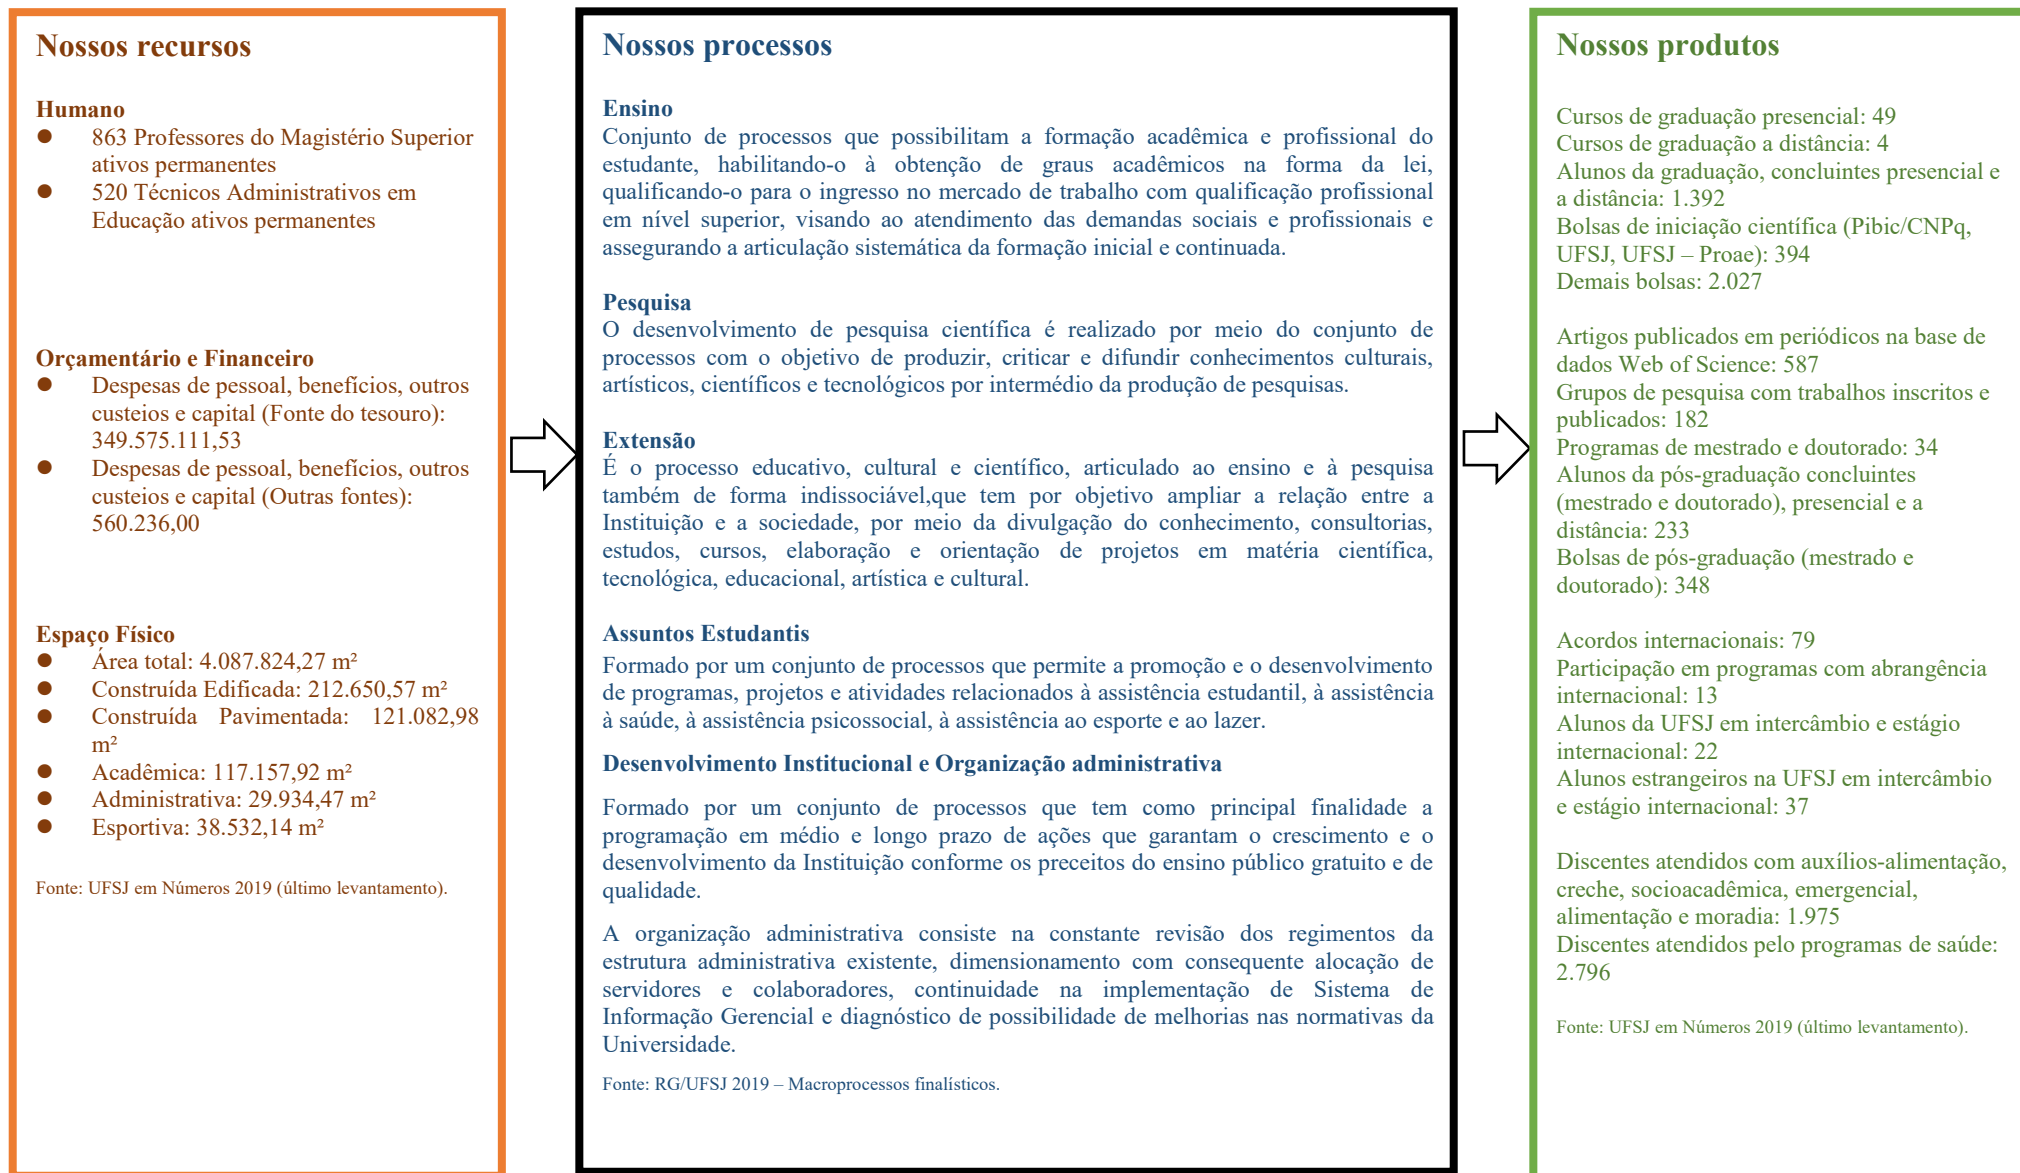 Nossos recursos
Humano
● 863 Professores do Magistério Superior
ativos permanentes
● 520 Técnicos Administrativos em
Educação ativos permanentes
Orçamentário e Financeiro
● Despesas de pessoal, benefícios, outros
custeios e capital (Fonte do tesouro):
349.575.111,53
● Despesas de pessoal, benefícios, outros
custeios e capital (Outras fontes):
560.236,00
Espaço Físico
● Área total: 4.087.824,27 m²
● Construída Edificada: 212.650,57 m²
● Construída Pavimentada: 121.082,98
m²
● Acadêmica: 117.157,92 m²
● Administrativa: 29.934,47 m²
● Esportiva: 38.532,14 m²
Fonte: UFSJ em Números 2019 (último levantamento).
Nossos processos
Ensino
Conjunto de processos que possibilitam a formação acadêmica e profissional do
estudante, habilitando-o à obtenção de graus acadêmicos na forma da lei,
qualificando-o para o ingresso no mercado de trabalho com qualificação profissional
em nível superior, visando ao atendimento das demandas sociais e profissionais e
assegurando a articulação sistemática da formação inicial e continuada.
Pesquisa
O desenvolvimento de pesquisa científica é realizado por meio do conjunto de
processos com o objetivo de produzir, criticar e difundir conhecimentos culturais,
artísticos, científicos e tecnológicos por intermédio da produção de pesquisas.
Extensão
É o processo educativo, cultural e científico, articulado ao ensino e à pesquisa
também de forma indissociável,que tem por objetivo ampliar a relação entre a
Instituição e a sociedade, por meio da divulgação do conhecimento, consultorias,
estudos, cursos, elaboração e orientação de projetos em matéria científica,
tecnológica, educacional, artística e cultural.
Assuntos Estudantis
Formado por um conjunto de processos que permite a promoção e o desenvolvimento
de programas, projetos e atividades relacionados à assistência estudantil, à assistência
à saúde, à assistência psicossocial, à assistência ao esporte e ao lazer.
Desenvolvimento Institucional e Organização administrativa
Formado por um conjunto de processos que tem como principal finalidade a
programação em médio e longo prazo de ações que garantam o crescimento e o
desenvolvimento da Instituição conforme os preceitos do ensino público gratuito e de
qualidade.
A organização administrativa consiste na constante revisão dos regimentos da
estrutura administrativa existente, dimensionamento com consequente alocação de
servidores e colaboradores, continuidade na implementação de Sistema de
Informação Gerencial e diagnóstico de possibilidade de melhorias nas normativas da
Universidade.
Fonte: RG/UFSJ 2019 – Macroprocessos finalísticos.
Nossos produtos
Cursos de graduação presencial: 49
Cursos de graduação a distância: 4
Alunos da graduação, concluintes presencial e
a distância: 1.392
Bolsas de iniciação científica (Pibic/CNPq,
UFSJ, UFSJ – Proae): 394
Demais bolsas: 2.027
Artigos publicados em periódicos na base de
dados Web of Science: 587
Grupos de pesquisa com trabalhos inscritos e
publicados: 182
Programas de mestrado e doutorado: 34
Alunos da pós-graduação concluintes
(mestrado e doutorado), presencial e a
distância: 233
Bolsas de pós-graduação (mestrado e
doutorado): 348
Acordos internacionais: 79
Participação em programas com abrangência
internacional: 13
Alunos da UFSJ em intercâmbio e estágio
internacional: 22
Alunos estrangeiros na UFSJ em intercâmbio
e estágio internacional: 37
Discentes atendidos com auxílios-alimentação,
creche, socioacadêmica, emergencial,
alimentação e moradia: 1.975
Discentes atendidos pelo programas de saúde:
2.796
Fonte: UFSJ em Números 2019 (último levantamento).